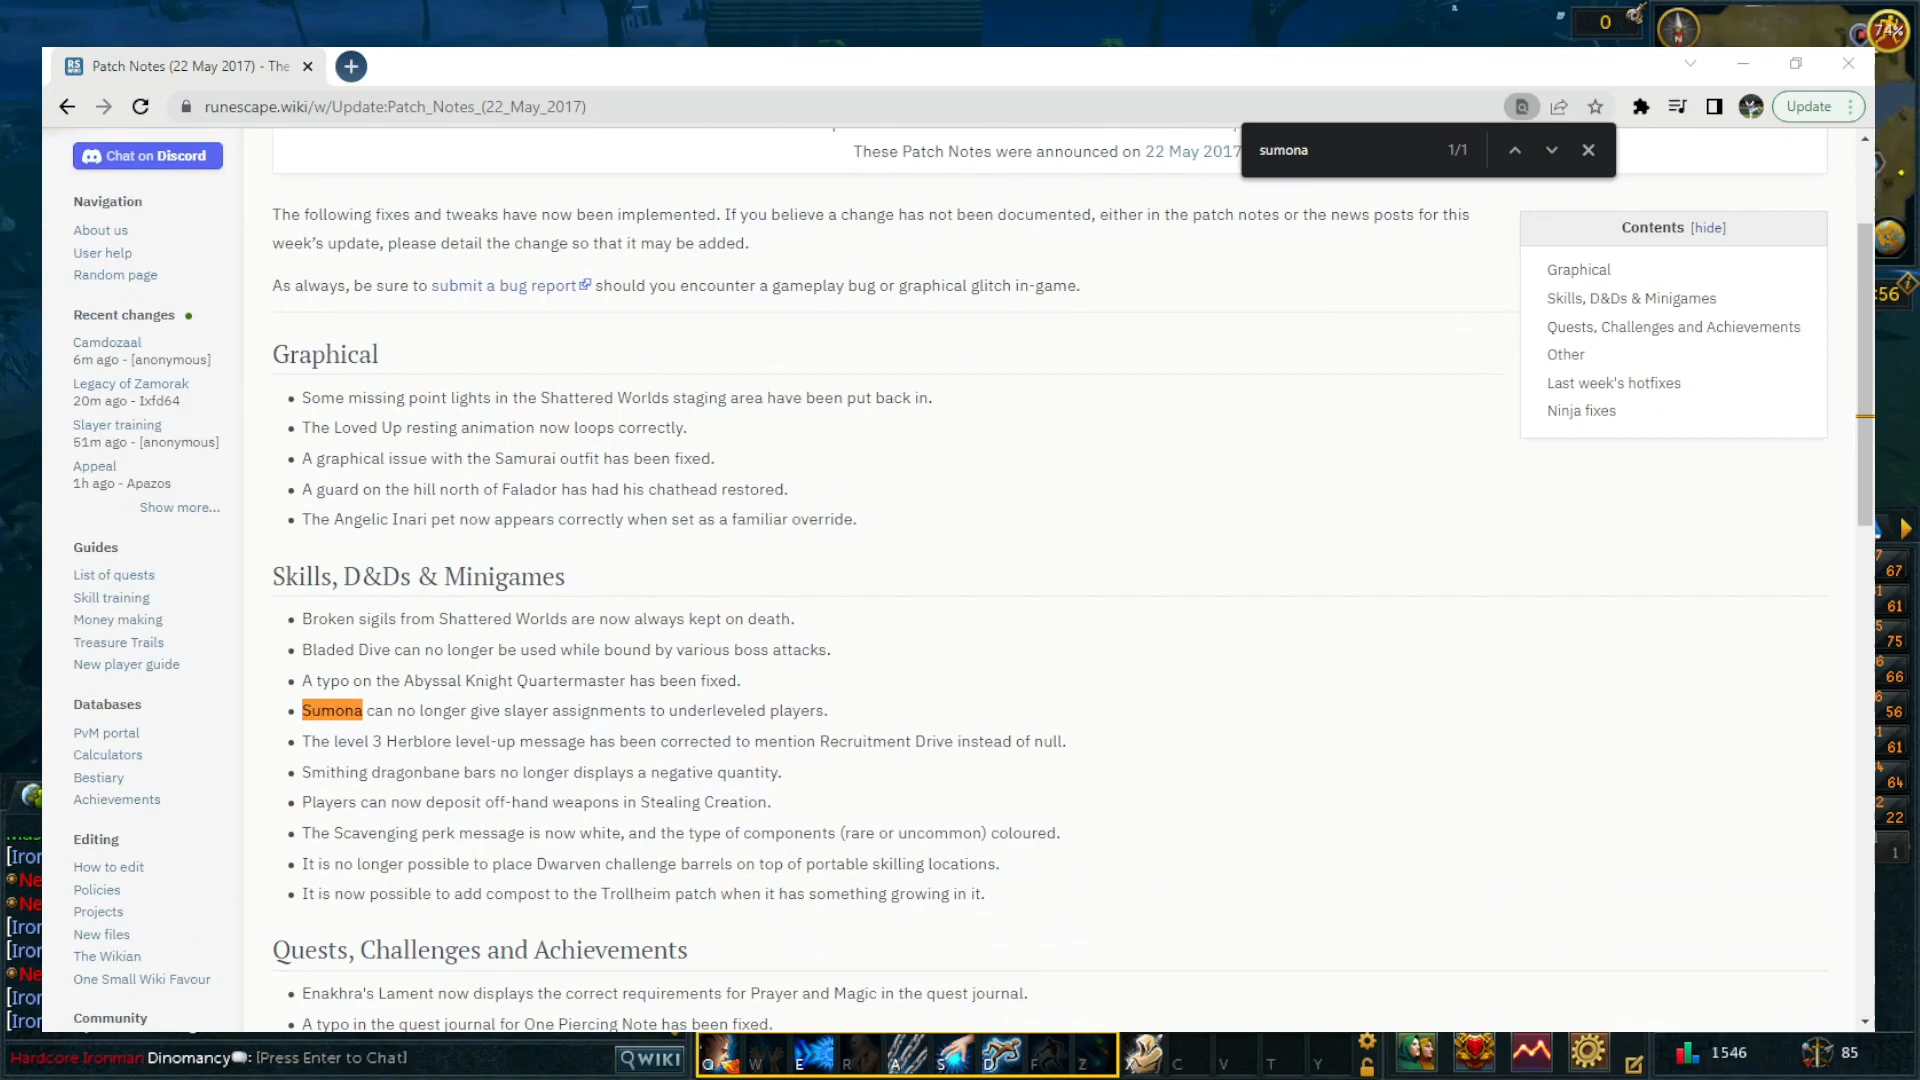 0
74%
Patch Notes (22 May 2017) - The
runescape.wiki/w/Update:Patch_Notes_(22_May_2017)
Update
sumona
1/1
These Patch Notes were announced on 22 May 2017
Chat on Discord
Navigation
About us
User help
Random page
Recent changes
Camdozaal
6m ago - [anonymous]
Legacy of Zamorak
20m ago - Ixfd64
Slayer training
51m ago - [anonymous]
Appeal
1h ago - Apazos
Show more...
Guides
List of quests
Skill training
Money making
Treasure Trails
New player guide
Databases
PvM portal
Calculators
Bestiary
Achievements
Editing
How to edit
Policies
Projects
New files
The Wikian
One Small Wiki Favour
Community
The following fixes and tweaks have now been implemented. If you believe a change has not been documented, either in the patch notes or the news posts for this
week's update, please detail the change so that it may be added.
As always, be sure to submit a bug report should you encounter a gameplay bug or graphical glitch in-game.
Contents [hide]
Graphical
Skills, D&Ds & Minigames
Quests, Challenges and Achievements
Other
Last week's hotfixes
Ninja fixes
Graphical
Some missing point lights in the Shattered Worlds staging area have been put back in.
The Loved Up resting animation now loops correctly.
A graphical issue with the Samurai outfit has been fixed.
A guard on the hill north of Falador has had his chathead restored.
The Angelic Inari pet now appears correctly when set as a familiar override.
Skills, D&Ds & Minigames
Broken sigils from Shattered Worlds are now always kept on death.
Bladed Dive can no longer be used while bound by various boss attacks.
A typo on the Abyssal Knight Quartermaster has been fixed.
Sumona can no longer give slayer assignments to underleveled players.
The level 3 Herblore level-up message has been corrected to mention Recruitment Drive instead of null.
Smithing dragonbane bars no longer displays a negative quantity.
Players can now deposit off-hand weapons in Stealing Creation.
The Scavenging perk message is now white, and the type of components (rare or uncommon) coloured.
It is no longer possible to place Dwarven challenge barrels on top of portable skilling locations.
It is now possible to add compost to the Trollheim patch when it has something growing in it.
Quests, Challenges and Achievements
Enakhra's Lament now displays the correct requirements for Prayer and Magic in the quest journal.
A typo in the quest journal for One Piercing Note has been fixed.
:56
67
61
75
66
56
61
64
22
1
[Iron
Ne
Ne
[Iron
[Iron
Ne
[Iron
[Iron
Hardcore Ironman Dinomancy: [Press Enter to Chat]
WIKI
Q W E R A S D F Z X C V T Y
1546
85